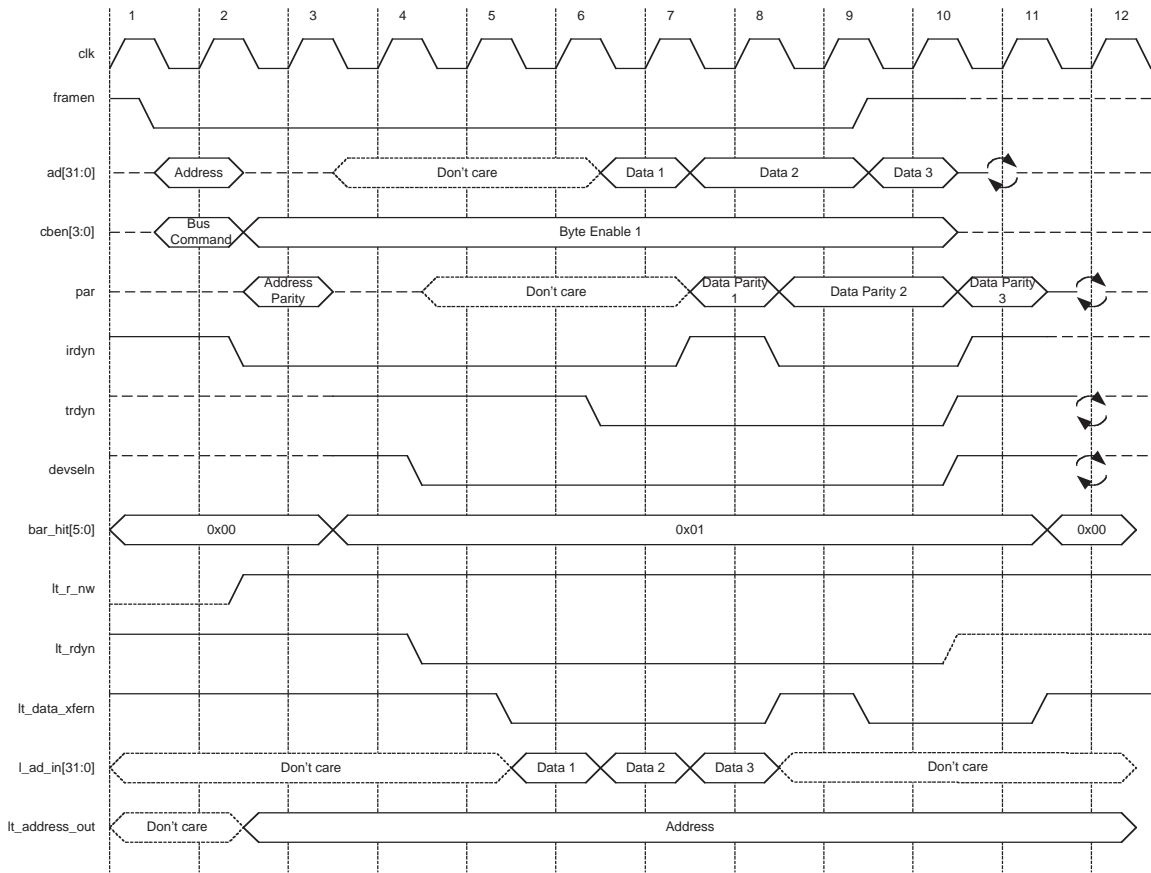 1 2 3 4 5 6 7 8 9 10 11 12
clk
framen
ad[31:0] Address Don't care Data 1 Data 2 Data 3
cben[3:0] Bus
Command Byte Enable 1
par Address
Parity Don't care Data Parity
1 Data Parity 2 Data Parity
3
irdyn
trdyn
devseln
bar_hit[5:0] 0x00 0x01 0x00
lt_r_nw
lt_rdyn
lt_data_xfern
l_ad_in[31:0] Don't care Data 1 Data 2 Data 3 Don't care
lt_address_out Don't care Address